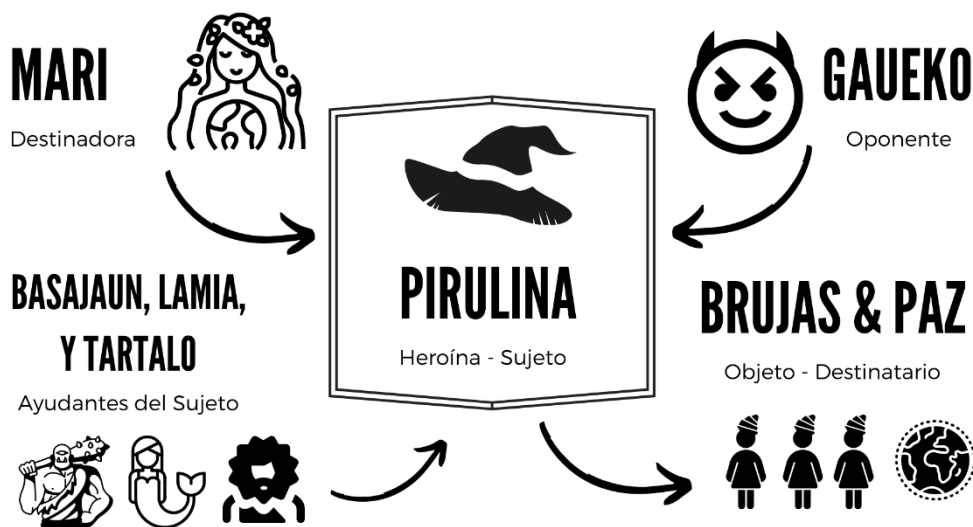 MARI
Destinadora
GAUEKO
Oponente
BASAJAUN, LAMIA,
Y TARTALO
Ayudantes del Sujeto
PIRULINA
Heroína - Sujeto
BRUJAS & PAZ
Objeto - Destinatario